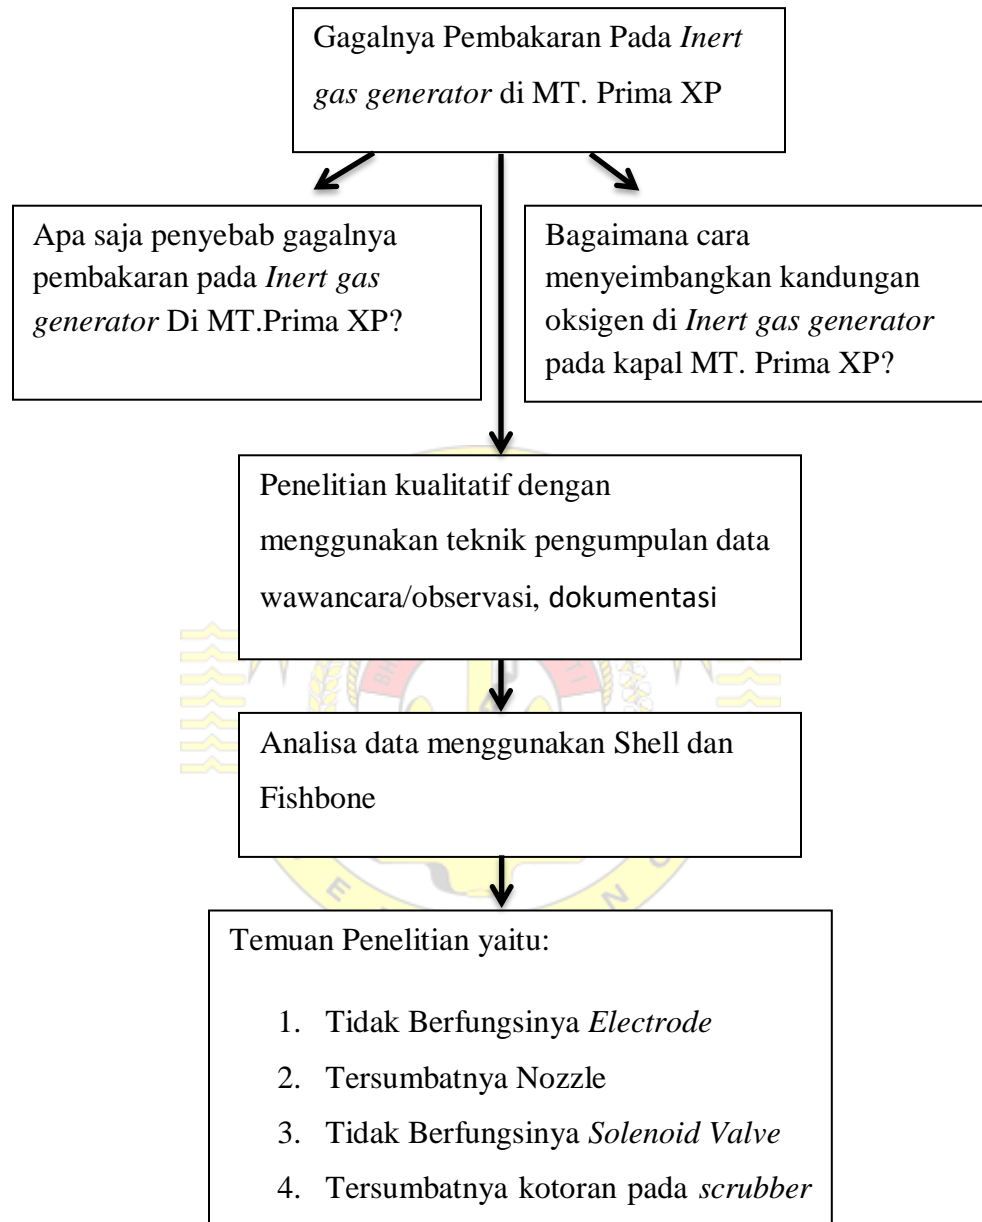 Gagalnya Pembakaran Pada Inert
gas generator di MT. Prima XP
Apa saja penyebab gagalnya
pembakaran pada Inert gas
generator Di MT.Prima XP?
Bagaimana cara
menyeimbangkan kandungan
oksigen di Inert gas generator
pada kapal MT. Prima XP?
Penelitian kualitatif dengan
menggunakan teknik pengumpulan data
wawancara/observasi, dokumentasi
Analisa data menggunakan Shell dan
Fishbone
Temuan Penelitian yaitu:
1. Tidak Berfungsinya Electrode
2. Tersumbatnya Nozzle
3. Tidak Berfungsinya Solenoid Valve
4. Tersumbatnya kotoran pada scrubber